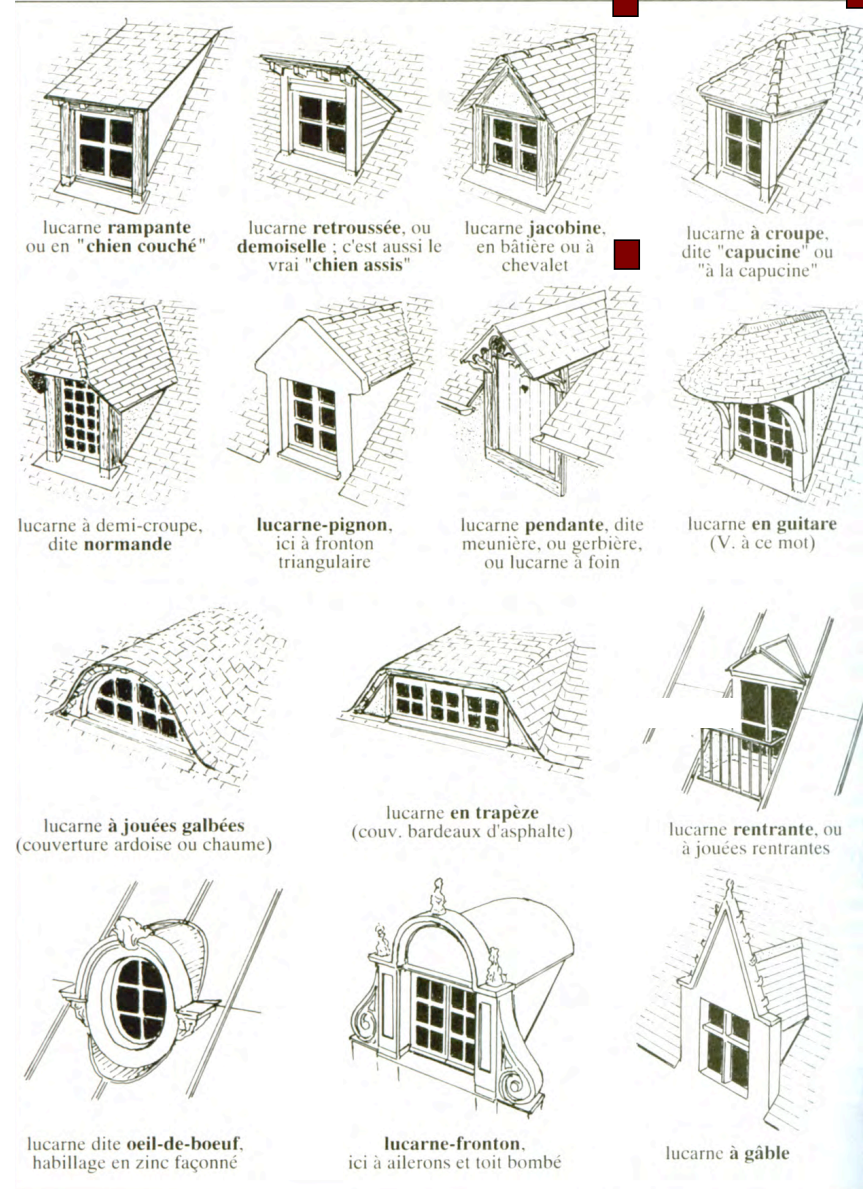 lucarne rampante
ou en "chien couché"
lucarne retroussée, ou
demoiselle ; c'est aussi le
vrai "chien assis"
lucarne jacobine,
en bâtière ou à
chevalet
lucarne à croupe,
dite "capucine" ou
"à la capucine"
lucarne à demi-croupe,
dite normande
lucarne-pignon,
ici à fronton
triangulaire
lucarne pendante, dite
meunière, ou gerbière,
ou lucarne à foin
lucarne en guitare
(V. à ce mot)
lucarne à jouées galbées
(couverture ardoise ou chaume)
lucarne en trapèze
(couv. bardeaux d'asphalte)
lucarne rentrante, ou
à jouées rentrantes
lucarne dite oeil-de-boeuf,
habillage en zinc façonné
lucarne-fronton,
ici à ailerons et toit bombé
lucarne à gâble